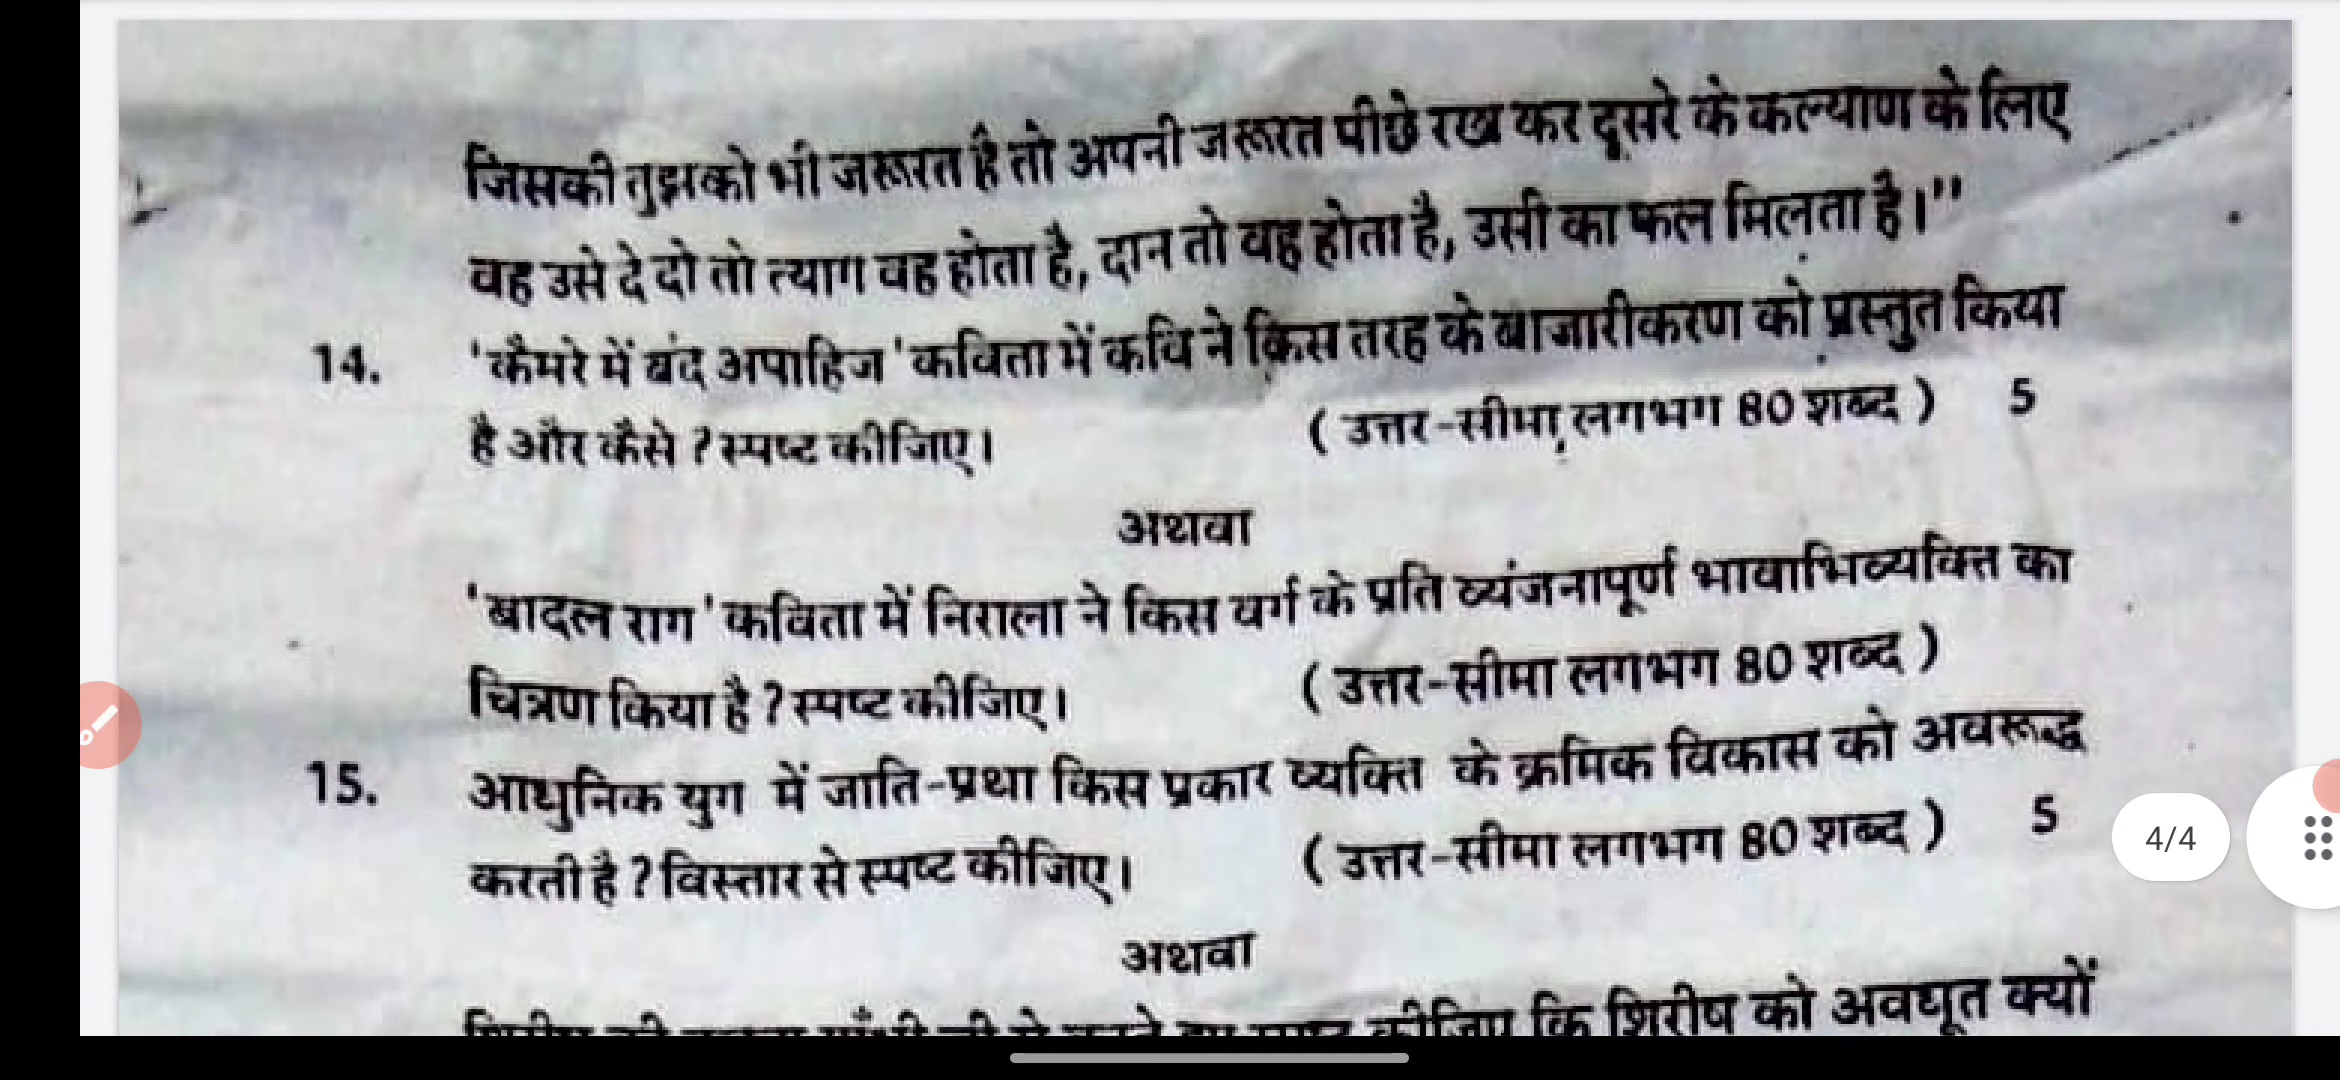 जिसकी तुझको भी जरूरत है तो अपनी जरूरत पीछे रख कर दूसरे के कल्याण के लिए
वह उसे दे दो तो त्याग वह होता है, दान तो वह होता है, उसी का फल मिलता है।"
14. 'कैमरे में बंद अपाहिज 'कविता में कवि ने किस तरह के बाजारीकरण को प्रस्तुत किया
है और कैसे ? स्पष्ट कीजिए। ( उत्तर-सीमा लगभग 80 शब्द ) 5
अथवा
'बादल राग' कविता में निराला ने किस वर्ग के प्रति व्यंजनापूर्ण भावाभिव्यक्ति का
चित्रण किया है ? स्पष्ट कीजिए। ( उत्तर-सीमा लगभग 80 शब्द )
15. आधुनिक युग में जाति-प्रथा किस प्रकार व्यक्ति के क्रमिक विकास को अवरूद्ध
करती है ? विस्तार से स्पष्ट कीजिए। ( उत्तर-सीमा लगभग 80 शब्द ) 5
4/4
अथवा
कीजिए कि शिरीष को अवधूत क्यों